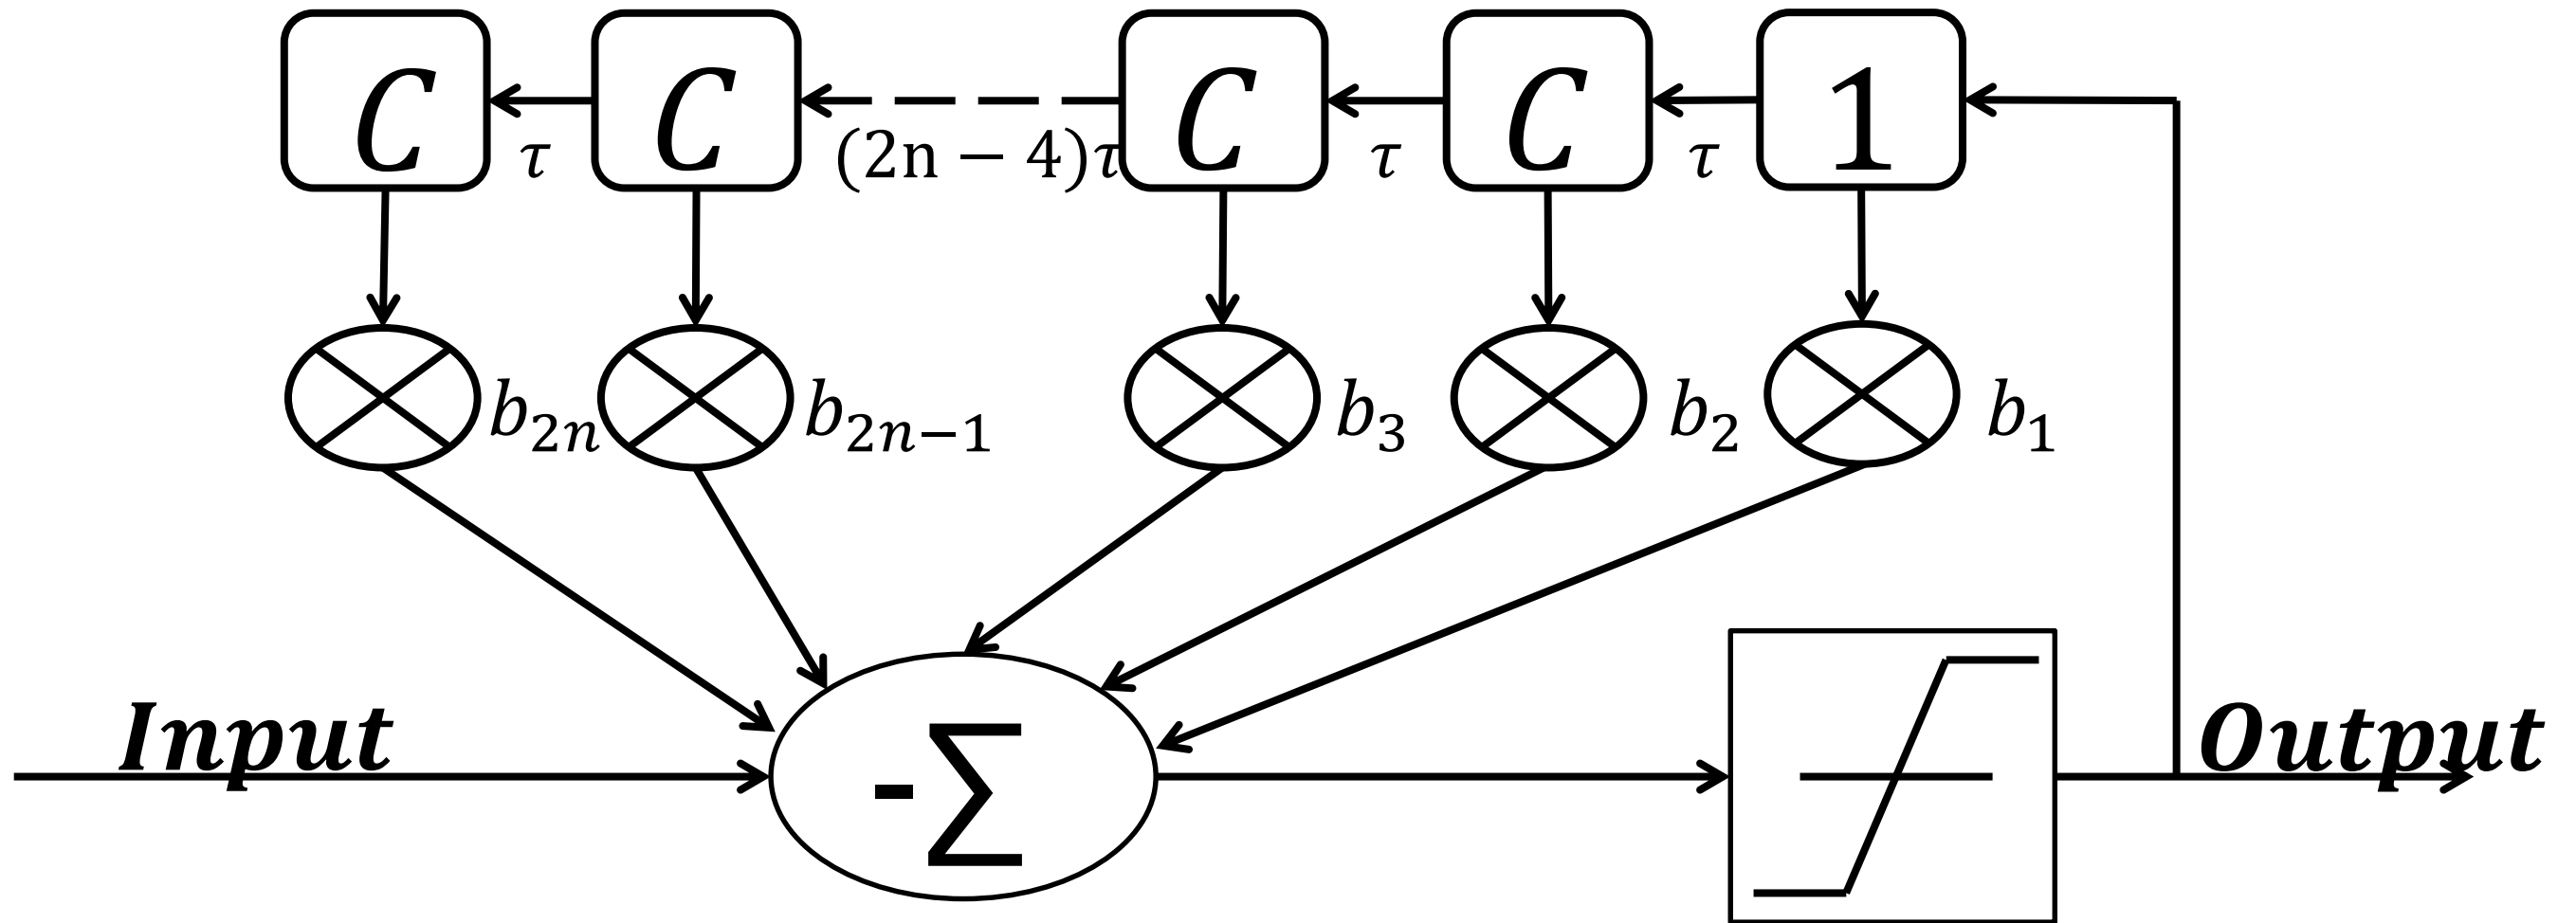 C C C C 1
τ (2n − 4)τ τ τ
b₂ₙ b₂ₙ₋₁ b₃ b₂ b₁
Input -∑ Output